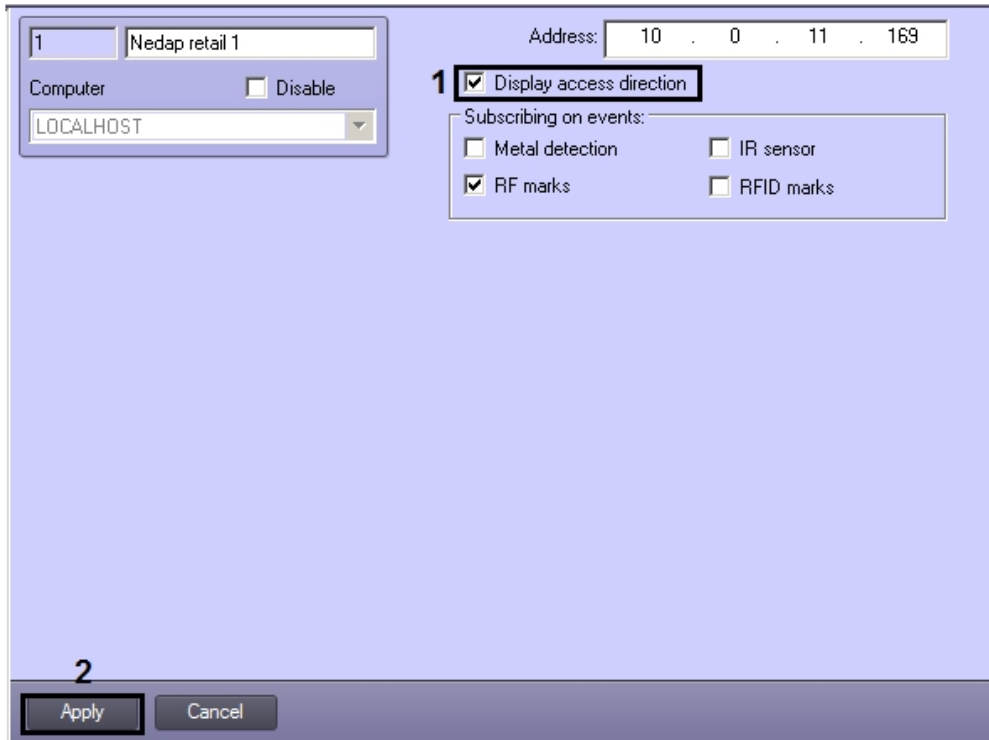 1 Nedap retail 1
Computer Disable
LOCALHOST
Address: 10 . 0 . 11 . 169
1 Display access direction
Subscribing on events:
Metal detection IR sensor
RF marks RFID marks
2
Apply Cancel